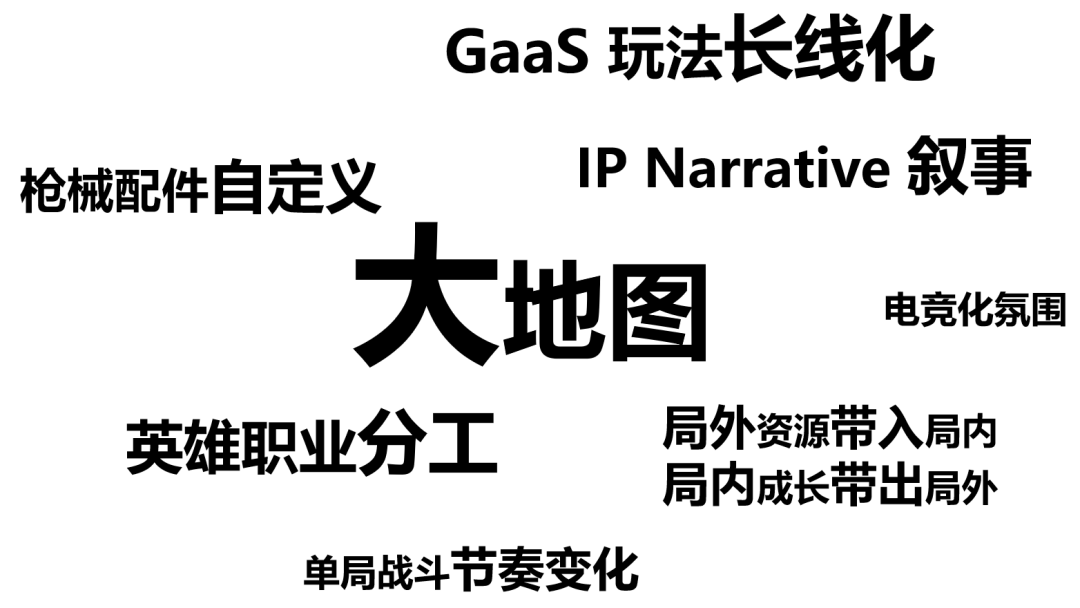 GaaS 玩法长线化
IP Narrative 叙事
枪械配件自定义
大地图
电竞化氛围
英雄职业分工
局外资源带入局内
局内成长带出局外
单局战斗节奏变化